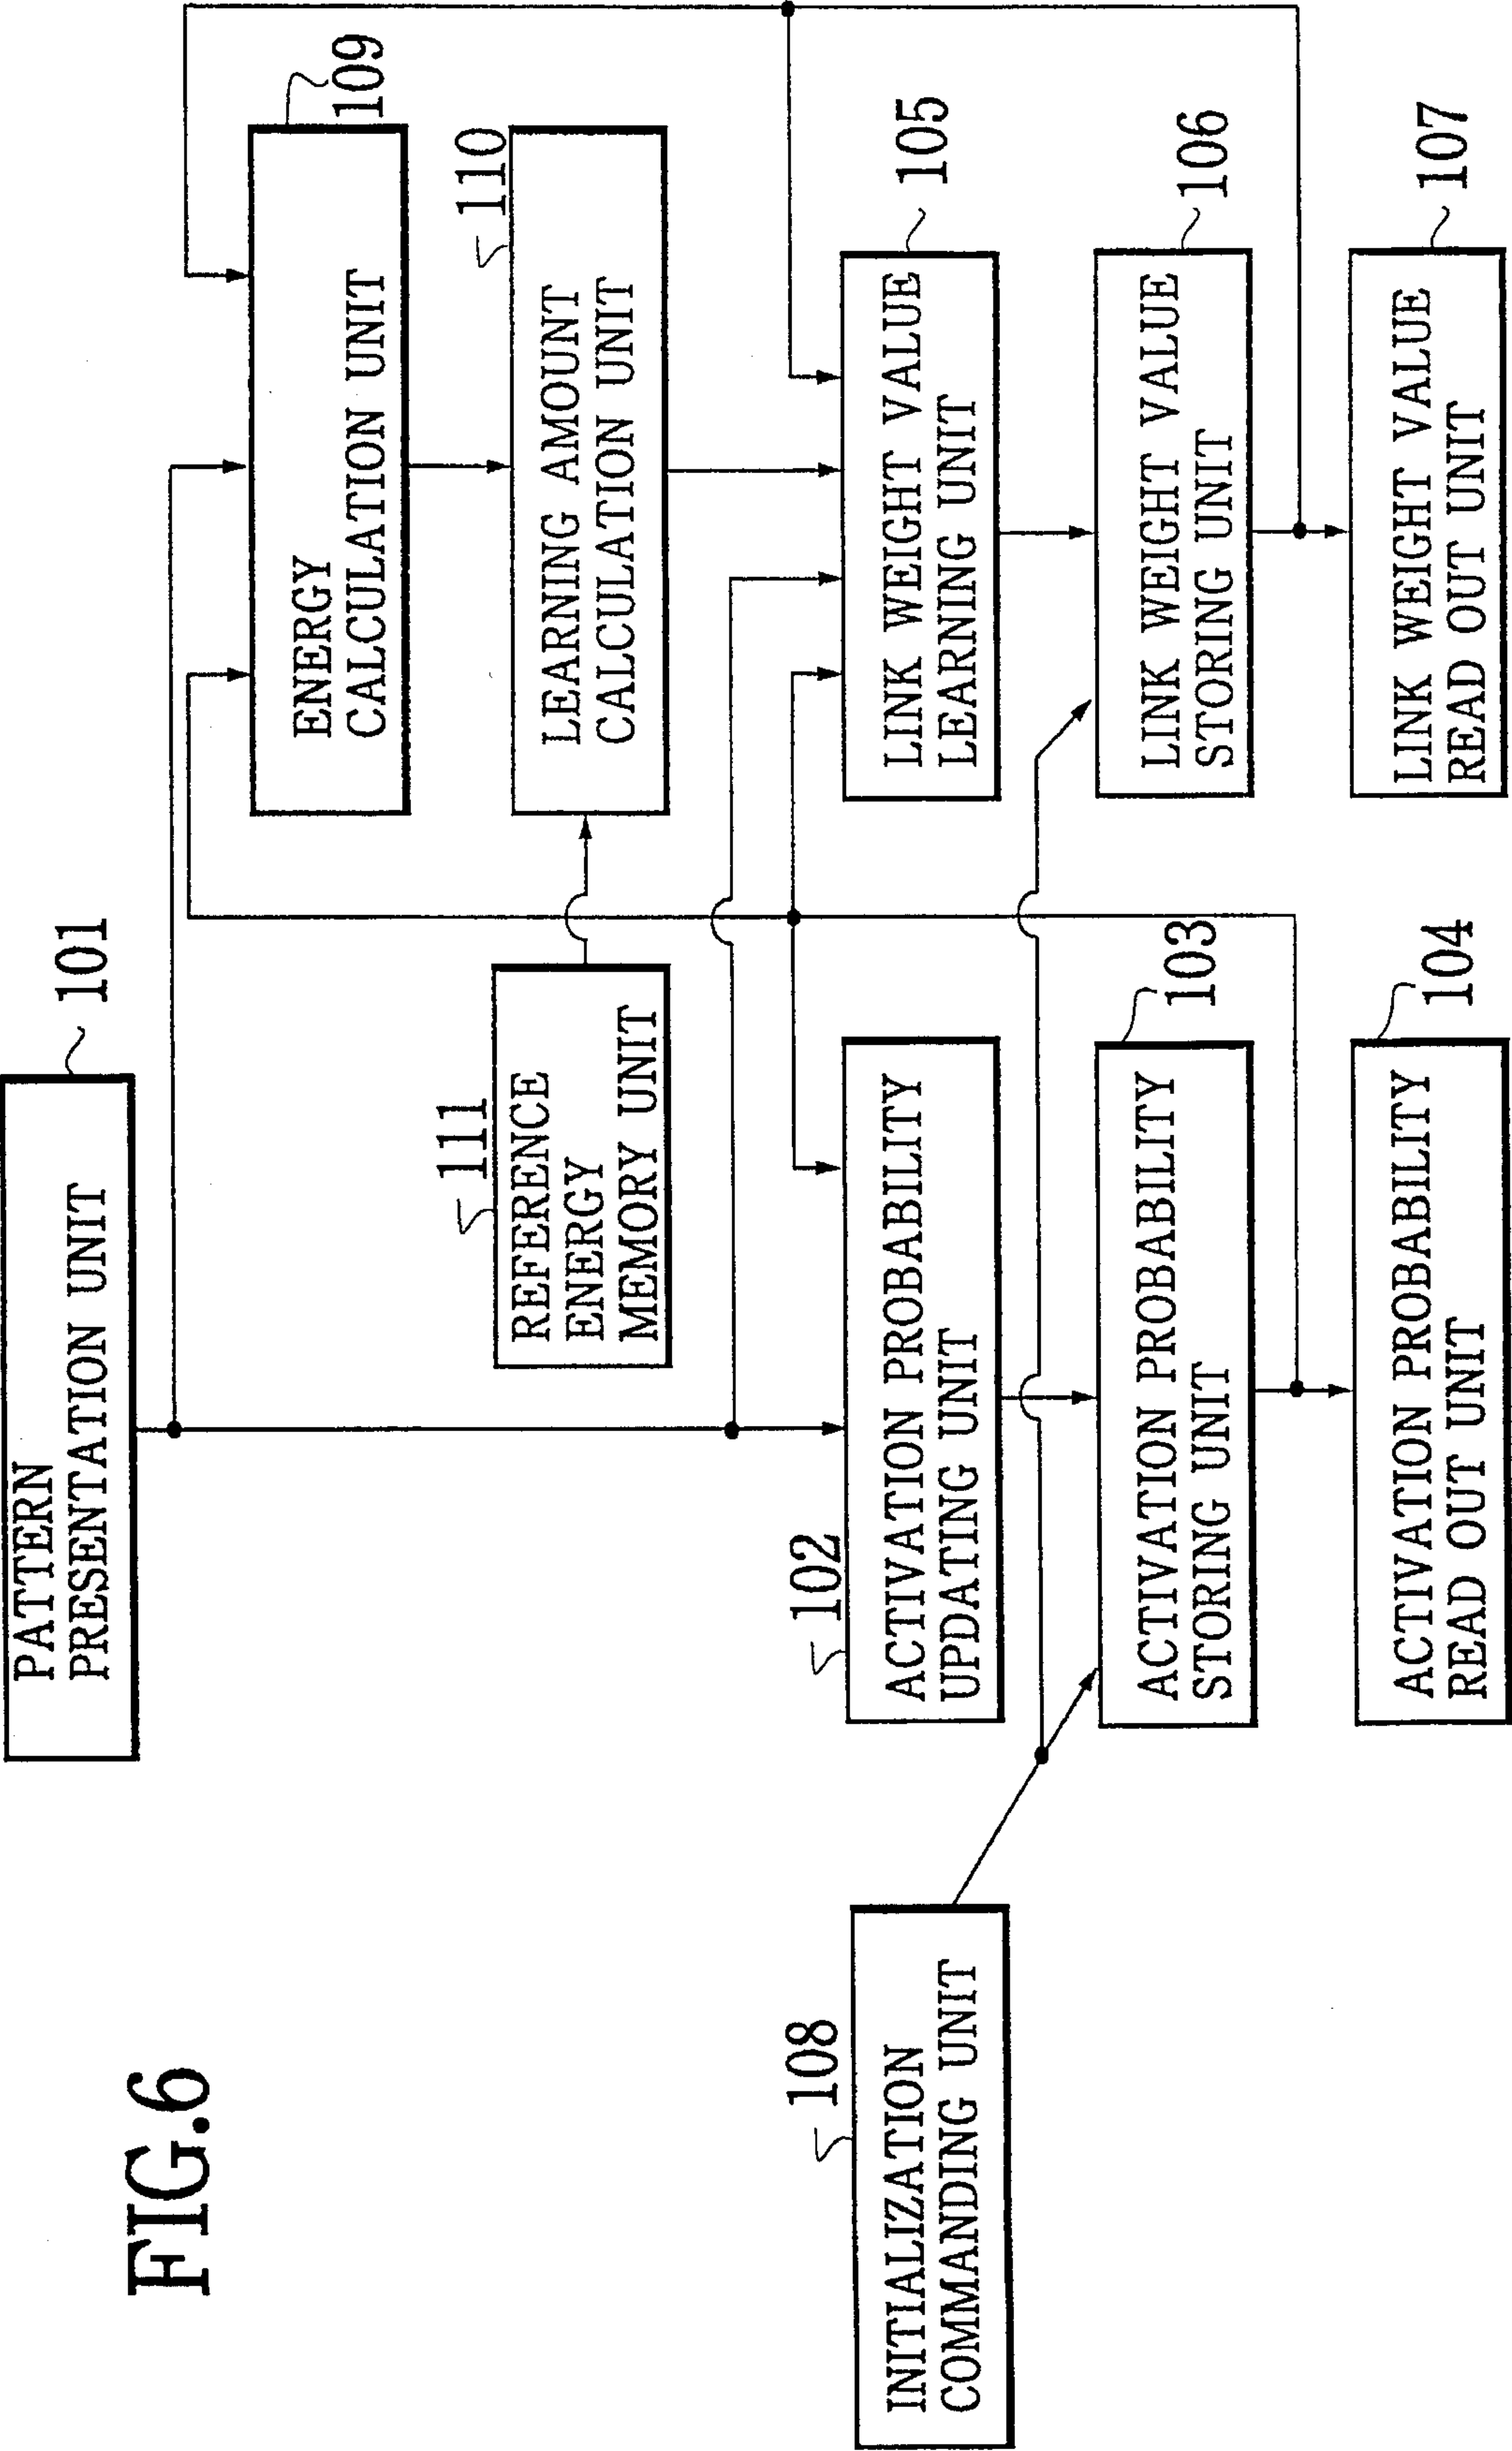 FIG.6
PATTERN
PRESENTATION UNIT
101
ENERGY
CALCULATION UNIT
109
111
REFERENCE
ENERGY
MEMORY UNIT
LEARNING AMOUNT
CALCULATION UNIT
110
108
INITIALIZATION
COMMANDING UNIT
102
ACTIVATION PROBABILITY
UPDATING UNIT
LINK WEIGHT VALUE
LEARNING UNIT
105
ACTIVATION PROBABILITY
STORING UNIT
103
LINK WEIGHT VALUE
STORING UNIT
106
ACTIVATION PROBABILITY
READ OUT UNIT
104
LINK WEIGHT VALUE
READ OUT UNIT
107